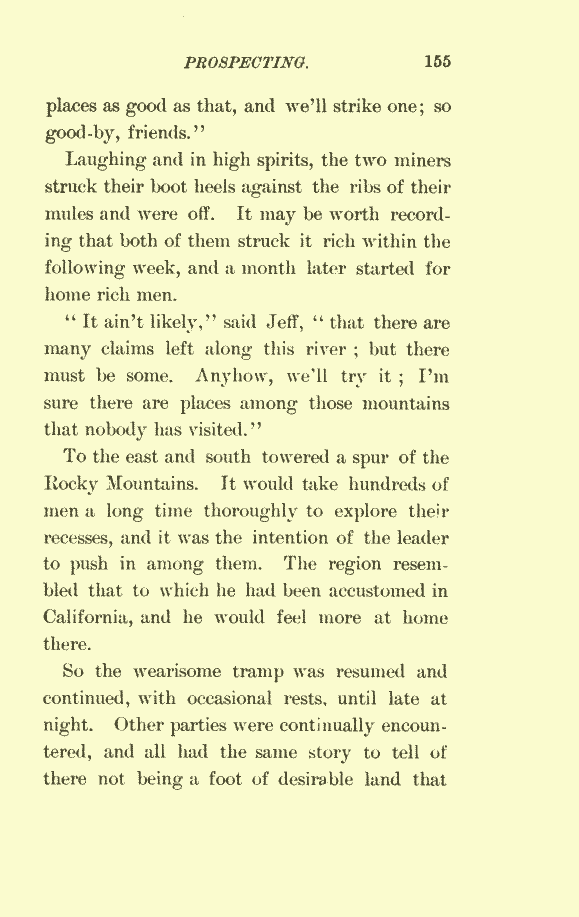 PROSPECTING. 155
places as good as that, and we'll strike one; so
good-by, friends.''
Laughing and in high spirits, the two miners
struck their boot heels against the ribs of their
mules and were off. It may be worth record-
ing that both of them struck it rich within the
following week, and a month later started for
home rich men.
'' It ain't likely,'' said Jeff, '' that there are
many claims left along this river ; but there
must be some. Anyhow, we'll try it ; I'm
sure there are places among those mountains
that nobody has visited.''
To the east and south towered a spur of the
Rocky Mountains. It would take hundreds of
men a long time thoroughly to explore their
recesses, and it was the intention of the leader
to push in among them. The region resem-
bled that to which he had been accustomed in
California, and he would feel more at home
there.
So the wearisome tramp was resumed and
continued, with occasional rests, until late at
night. Other parties were continually encoun-
tered, and all had the same story to tell of
there not being a foot of desirable land that